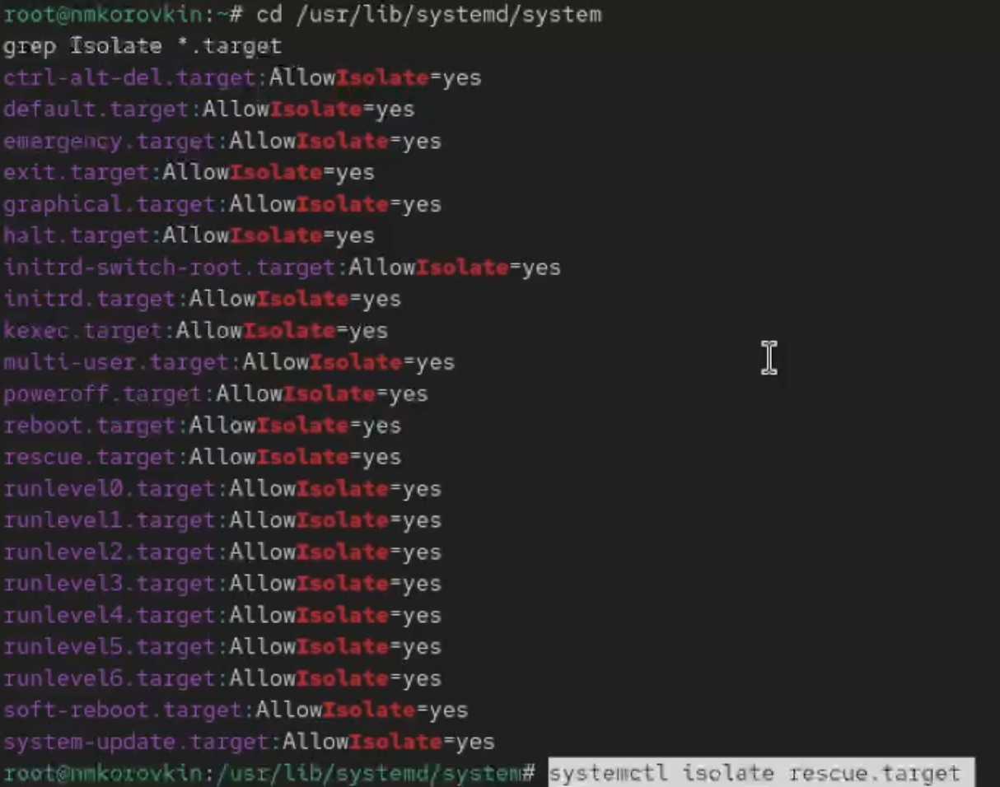 root@nmkorovkin:~# cd /usr/lib/systemd/system
grep Isolate *.target
ctrl-alt-del.target:AllowIsolate=yes
default.target:AllowIsolate=yes
emergency.target:AllowIsolate=yes
exit.target:AllowIsolate=yes
graphical.target:AllowIsolate=yes
halt.target:AllowIsolate=yes
initrd-switch-root.target:AllowIsolate=yes
initrd.target:AllowIsolate=yes
kexec.target:AllowIsolate=yes
multi-user.target:AllowIsolate=yes
poweroff.target:AllowIsolate=yes
reboot.target:AllowIsolate=yes
rescue.target:AllowIsolate=yes
runlevel0.target:AllowIsolate=yes
runlevel1.target:AllowIsolate=yes
runlevel2.target:AllowIsolate=yes
runlevel3.target:AllowIsolate=yes
runlevel4.target:AllowIsolate=yes
runlevel5.target:AllowIsolate=yes
runlevel6.target:AllowIsolate=yes
soft-reboot.target:AllowIsolate=yes
system-update.target:AllowIsolate=yes
root@nmkorovkin:/usr/lib/systemd/system# systemctl isolate rescue.target